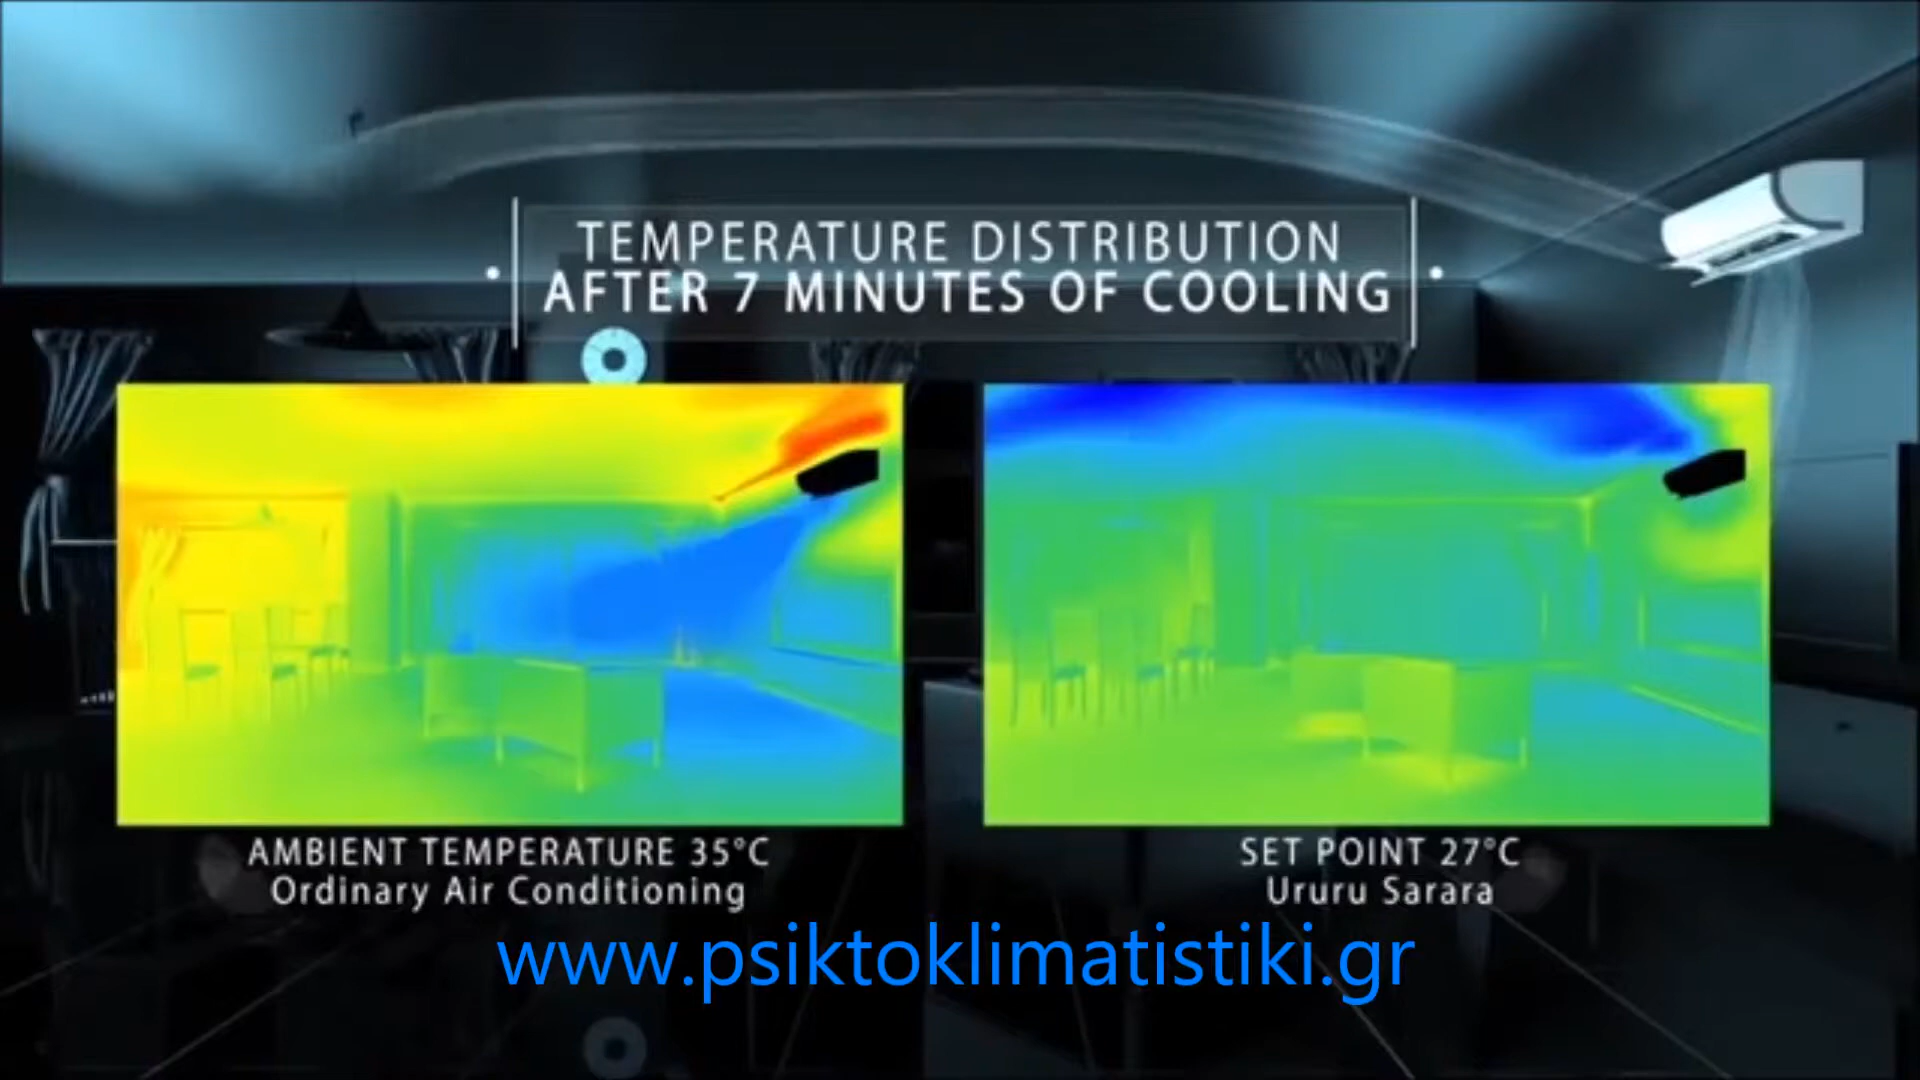 TEMPERATURE DISTRIBUTION
AFTER 7 MINUTES OF COOLING
AMBIENT TEMPERATURE 35°C
Ordinary Air Conditioning
SET POINT 27°C
Ururu Sarara
www.psiktoklimatistiki.gr